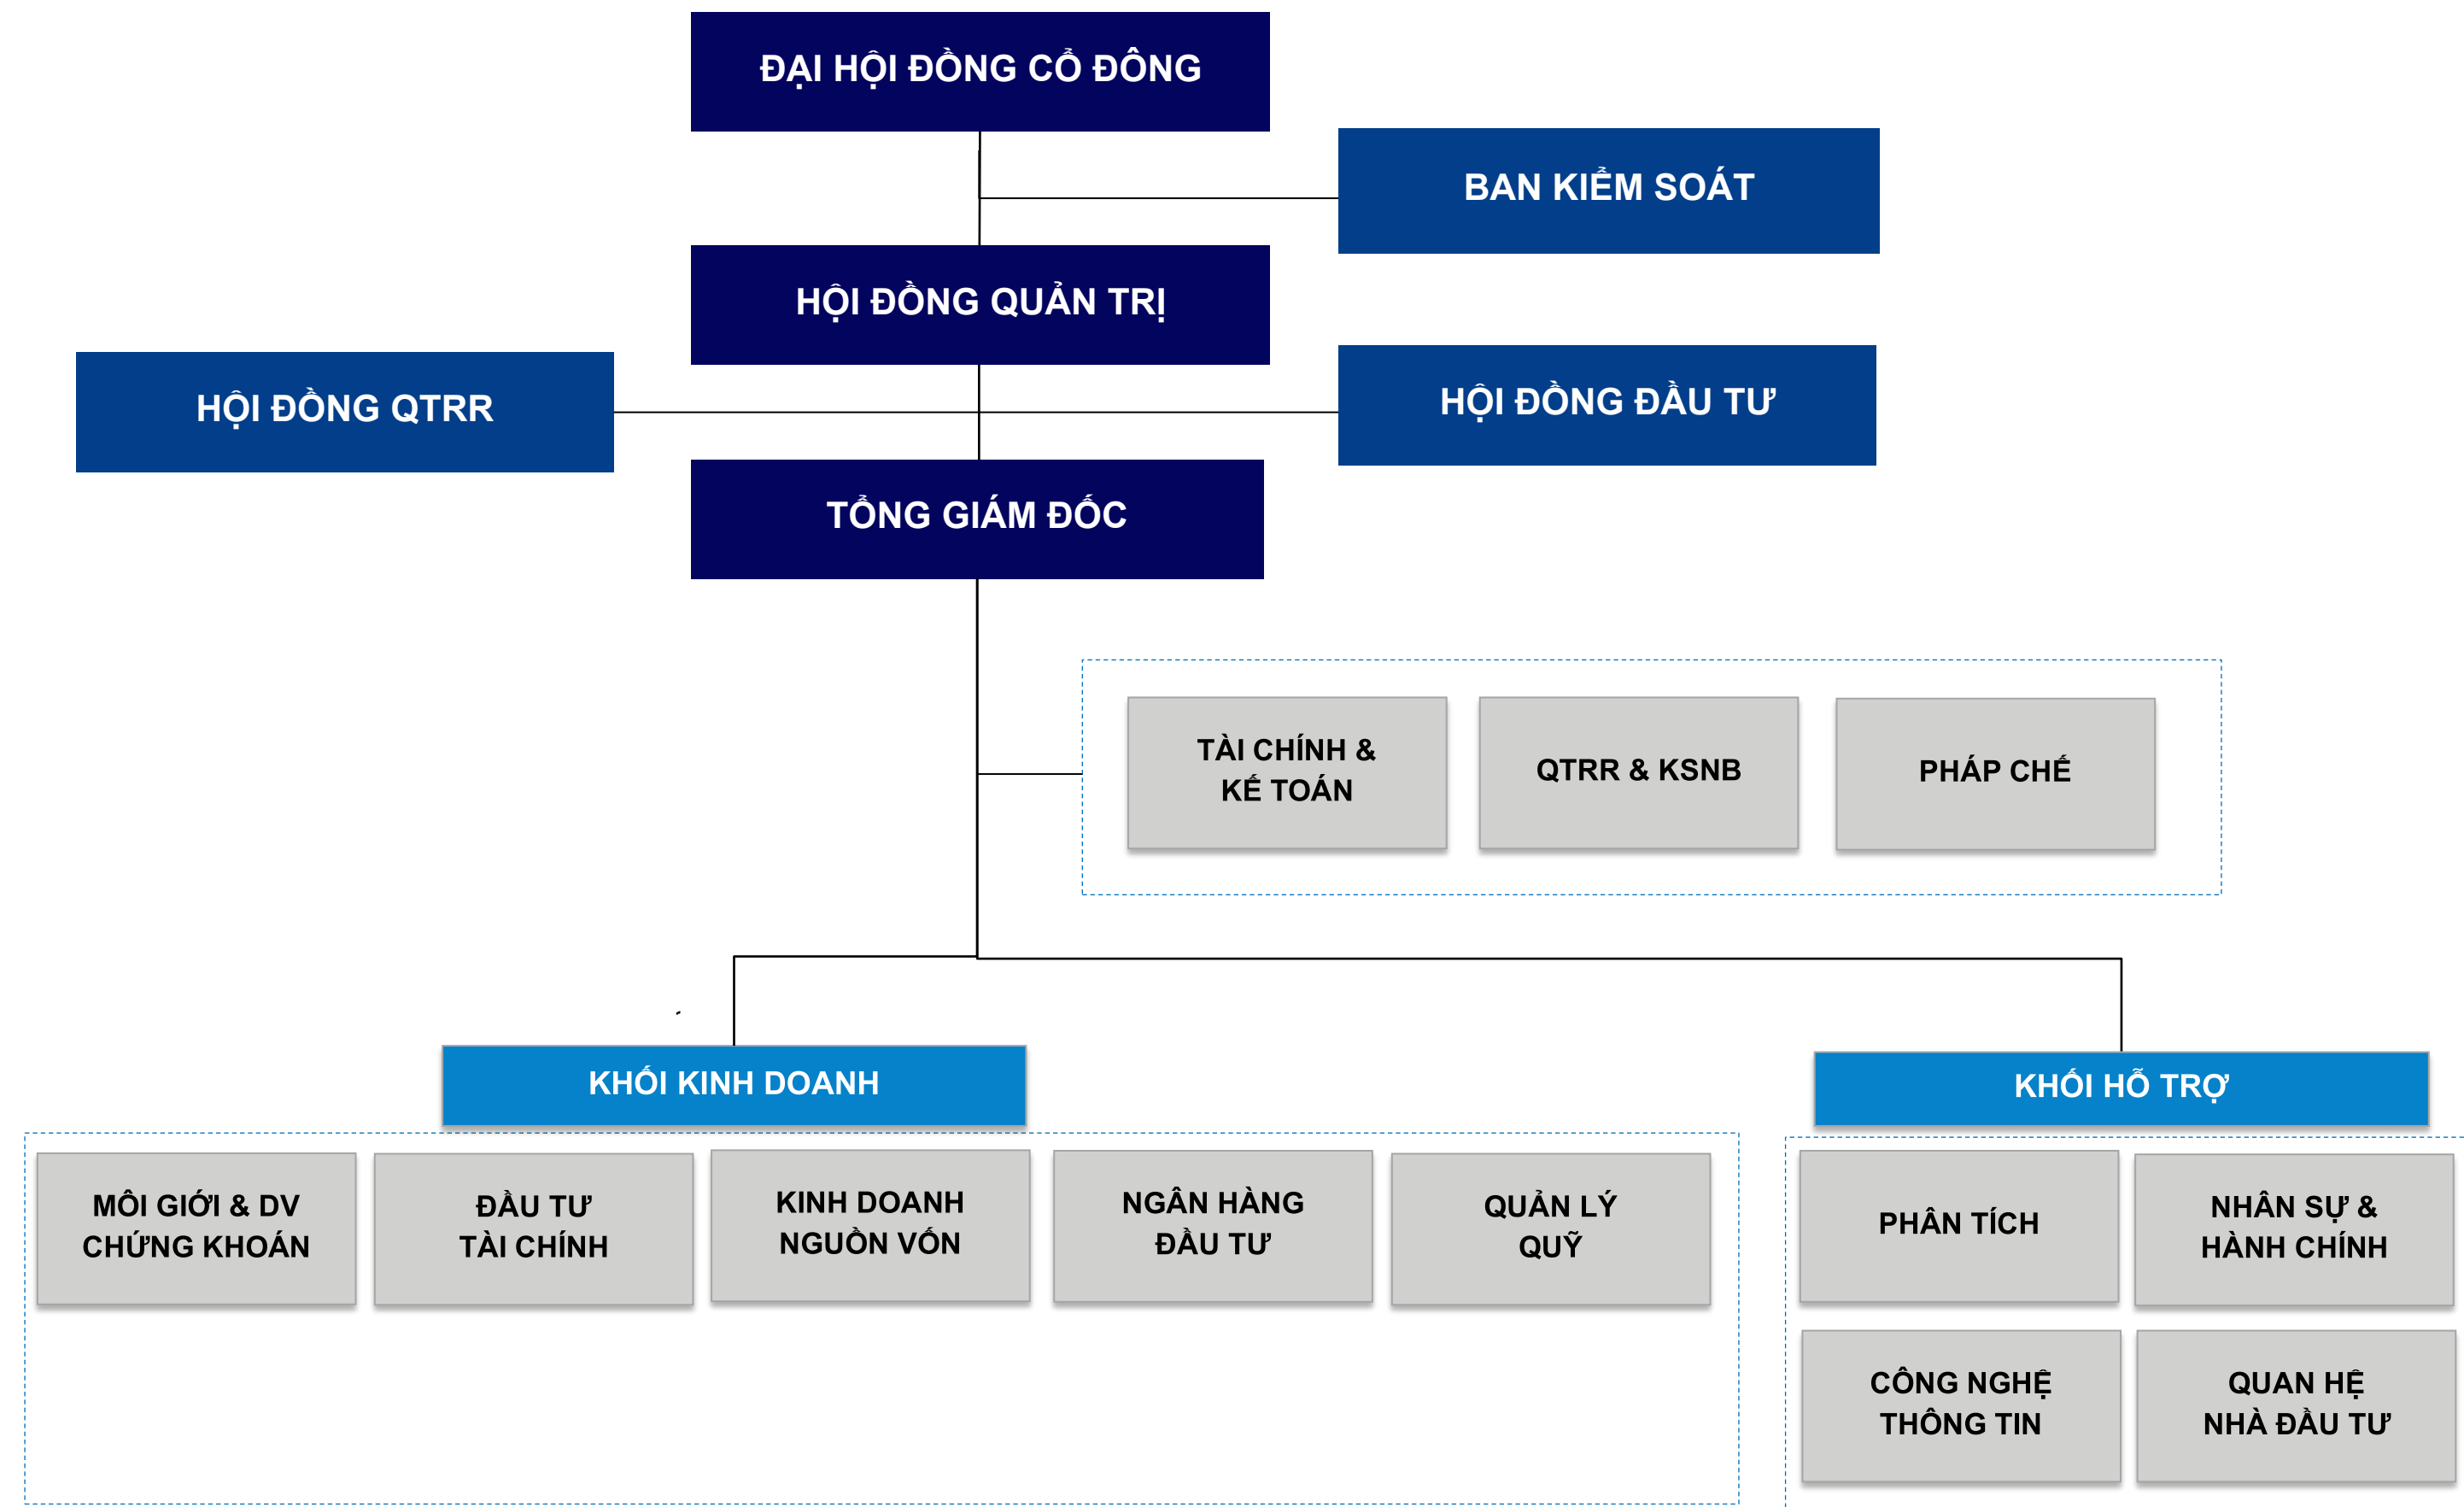 ĐẠI HỘI ĐỒNG CỔ ĐÔNG
BAN KIỂM SOÁT
HỘI ĐỒNG QUẢN TRỊ
HỘI ĐỒNG QTRR
HỘI ĐỒNG ĐẦU TƯ
TỔNG GIÁM ĐỐC
TÀI CHÍNH &
KẾ TOÁN
QTRR & KSNB
PHÁP CHẾ
KHỐI KINH DOANH
KHỐI HỖ TRỢ
MÔI GIỚI & DV
CHỨNG KHOÁN
ĐẦU TƯ
TÀI CHÍNH
KINH DOANH
NGUỒN VỐN
NGÂN HÀNG
ĐẦU TƯ
QUẢN LÝ
QUỸ
PHÂN TÍCH
NHÂN SỰ &
HÀNH CHÍNH
CÔNG NGHỆ
THÔNG TIN
QUAN HỆ
NHÀ ĐẦU TƯ